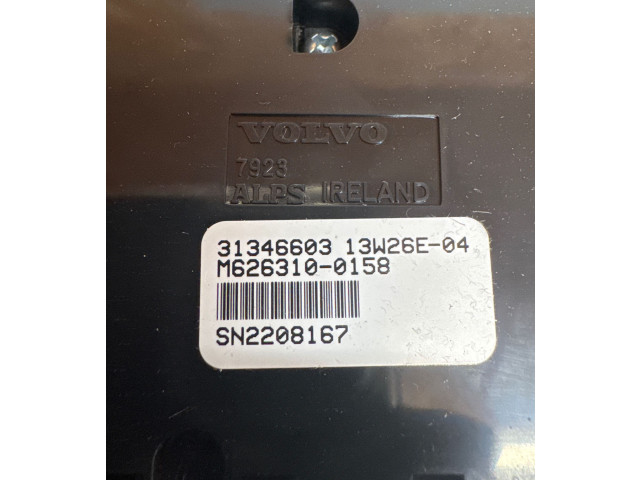 VOLVO
7923
ALPS IRELAND
31346603 13W26E-04
M626310-0158
SN2208167